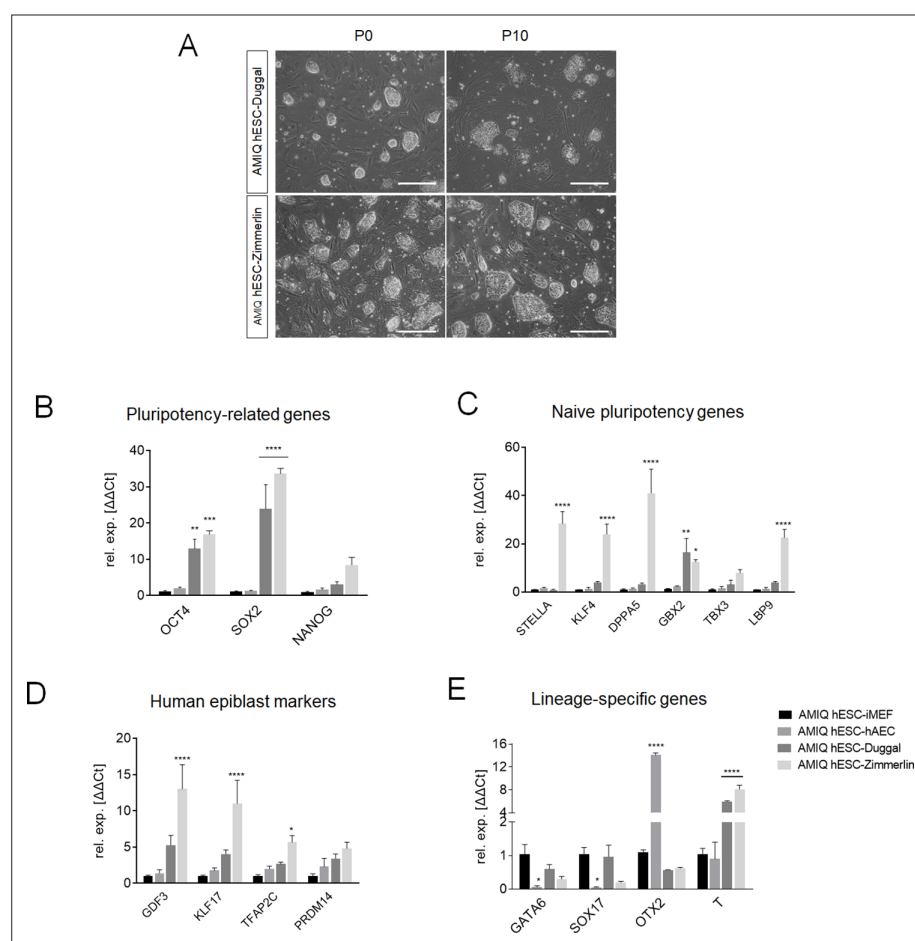 A
P0
P10
AMIQ hESC-Duggal
AMIQ hESC-Zimmerlin
B
Pluripotency-related genes
rel. exp. [ΔΔCt]
40
30
20
10
0
**
***
****
OCT4
SOX2
NANOG
C
Naive pluripotency genes
rel. exp. [ΔΔCt]
60
40
20
0
****
****
****
**
*
****
STELLA
KLF4
DPPA5
GBX2
TBX3
LBP9
D
Human epiblast markers
rel. exp. [ΔΔCt]
20
15
10
5
0
****
****
*
GDF3
KLF17
TFAP2C
PRDM14
E
Lineage-specific genes
rel. exp. [ΔΔCt]
16
12
8
4
2
1
0
*
*
****
****
GATA6
SOX17
OTX2
T
AMIQ hESC-iMEF
AMIQ hESC-hAEC
AMIQ hESC-Duggal
AMIQ hESC-Zimmerlin